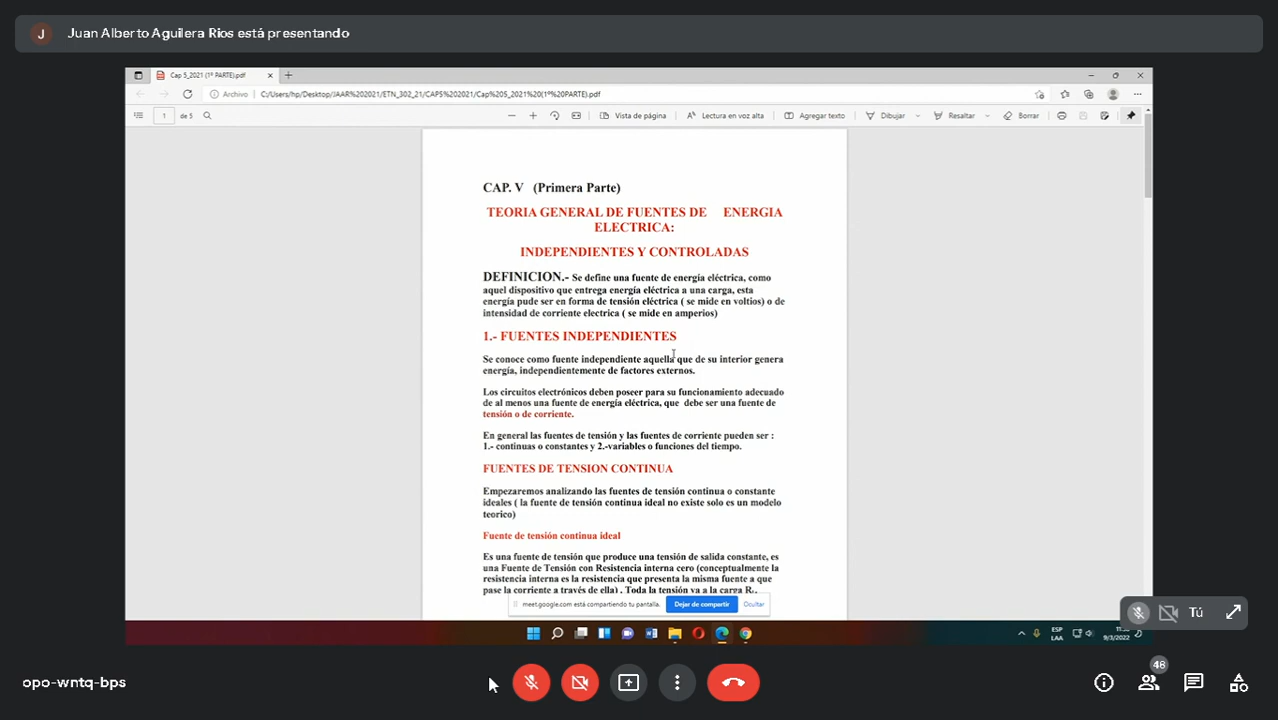 J Juan Alberto Aguilera Rios está presentando
Cap 5_2021 (1ª PARTE).pdf
Archivo C:/Users/hp/Desktop/JAAR%202021/ETN_302_21/CAPS%202021/Cap%205_2021%20(1º%20PARTE).pdf
1 de 5 Vista de página Lectura en voz alta Agregar texto Dibujar Resaltar Borrar
CAP. V (Primera Parte)
TEORIA GENERAL DE FUENTES DE ENERGIA
ELECTRICA:
INDEPENDIENTES Y CONTROLADAS
DEFINICION.- Se define una fuente de energía eléctrica, como
aquel dispositivo que entrega energía eléctrica a una carga, esta
energía pude ser en forma de tensión eléctrica ( se mide en voltios) o de
intensidad de corriente electrica ( se mide en amperios)
1.- FUENTES INDEPENDIENTES
Se conoce como fuente independiente aquella que de su interior genera
energía, independientemente de factores externos.
Los circuitos electrónicos deben poseer para su funcionamiento adecuado
de al menos una fuente de energía eléctrica, que debe ser una fuente de
tensión o de corriente.
En general las fuentes de tensión y las fuentes de corriente pueden ser :
1.- continuas o constantes y 2.-variables o funciones del tiempo.
FUENTES DE TENSION CONTINUA
Empezaremos analizando las fuentes de tensión continua o constante
ideales ( la fuente de tensión continua ideal no existe solo es un modelo
teorico)
Fuente de tensión continua ideal
Es una fuente de tensión que produce una tensión de salida constante, es
una Fuente de Tensión con Resistencia interna cero (conceptualmente la
resistencia interna es la resistencia que presenta la misma fuente a que
pase la corriente a través de ella) . Toda la tensión va a la carga R
meet.google.com está compartiendo tu pantalla. Dejar de compartir Ocultar
Tú
ESP
LAA
9/3/2022
opo-wntq-bps
48